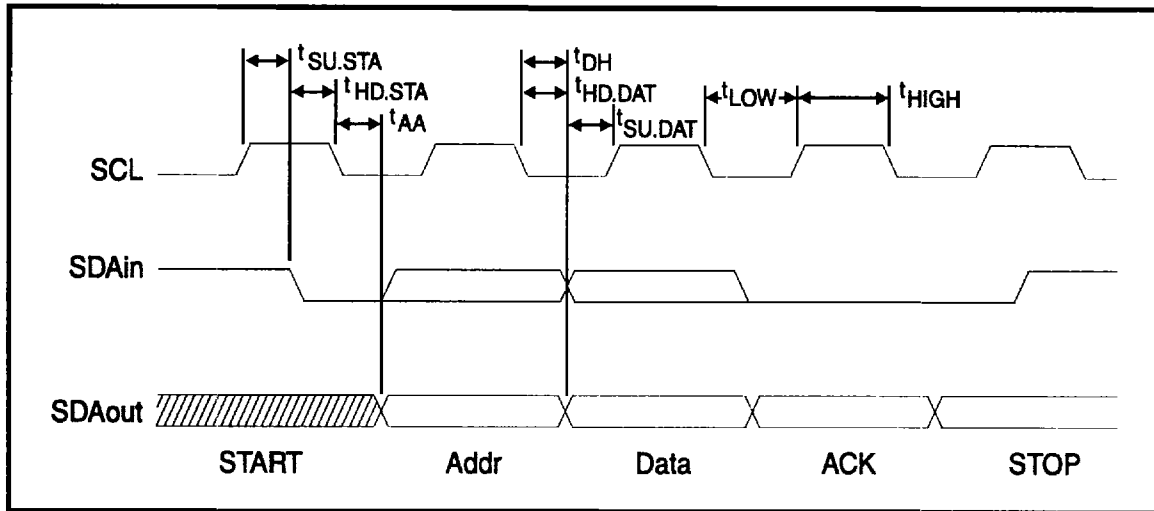 tSU.STA
tHD.STA
tAA
tDH
tHD.DAT
tSU.DAT
tLOW
tHIGH
SCL
SDAin
SDAout
START Addr Data ACK STOP